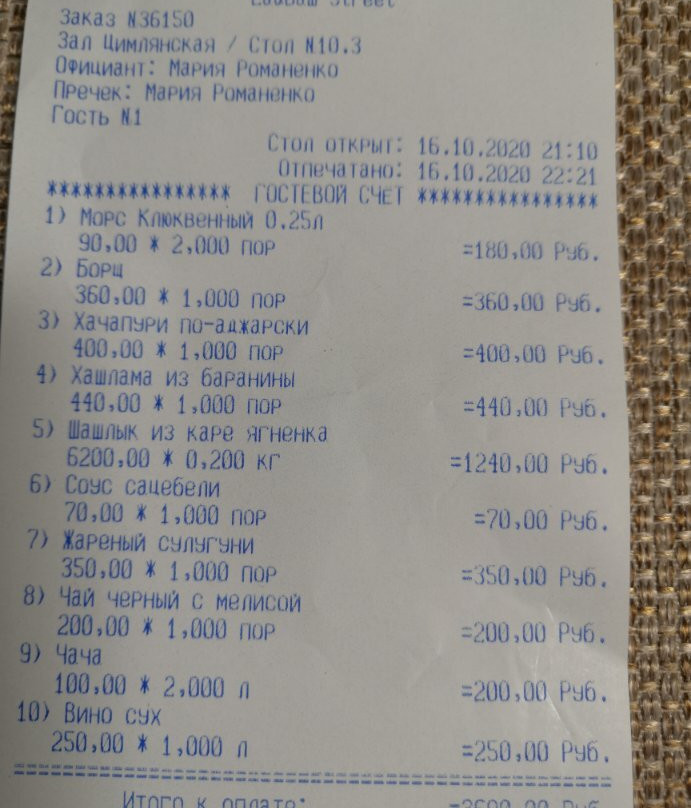 Street
Заказ N36150
Зал Цимлянская / Стол N10.3
Официант: Мария Романенко
Пречек: Мария Романенко
Гость N1
Стол открыт: 16.10.2020 21:10
Отпечатано: 16.10.2020 22:21
*************** ГОСТЕВОЙ СЧЕТ ***************
1) Морс Клюквенный 0,25л
90,00 * 2,000 пор =180,00 Руб.
2) Борщ
360,00 * 1,000 пор =360,00 Руб.
3) Хачапури по-аджарски
400,00 * 1,000 пор =400,00 Руб.
4) Хашлама из баранины
440,00 * 1,000 пор =440,00 Руб.
5) Шашлык из каре ягненка
6200,00 * 0,200 кг =1240,00 Руб.
6) Соус сацебели
70,00 * 1,000 пор =70,00 Руб.
7) Жареный сулугуни
350,00 * 1,000 пор =350,00 Руб.
8) Чай черный с мелисой
200,00 * 1,000 пор =200,00 Руб.
9) Чача
100,00 * 2,000 л =200,00 Руб.
10) Вино сух
250,00 * 1,000 л =250,00 Руб.
Итого к оплате: